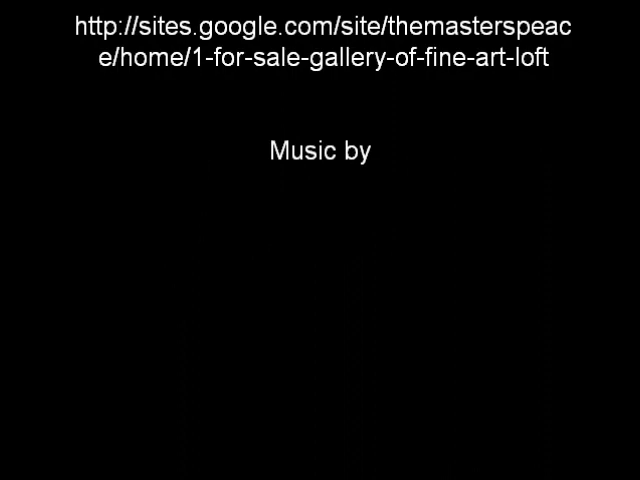 http://sites.google.com/site/themasterspeac
e/home/1-for-sale-gallery-of-fine-art-loft
Music by